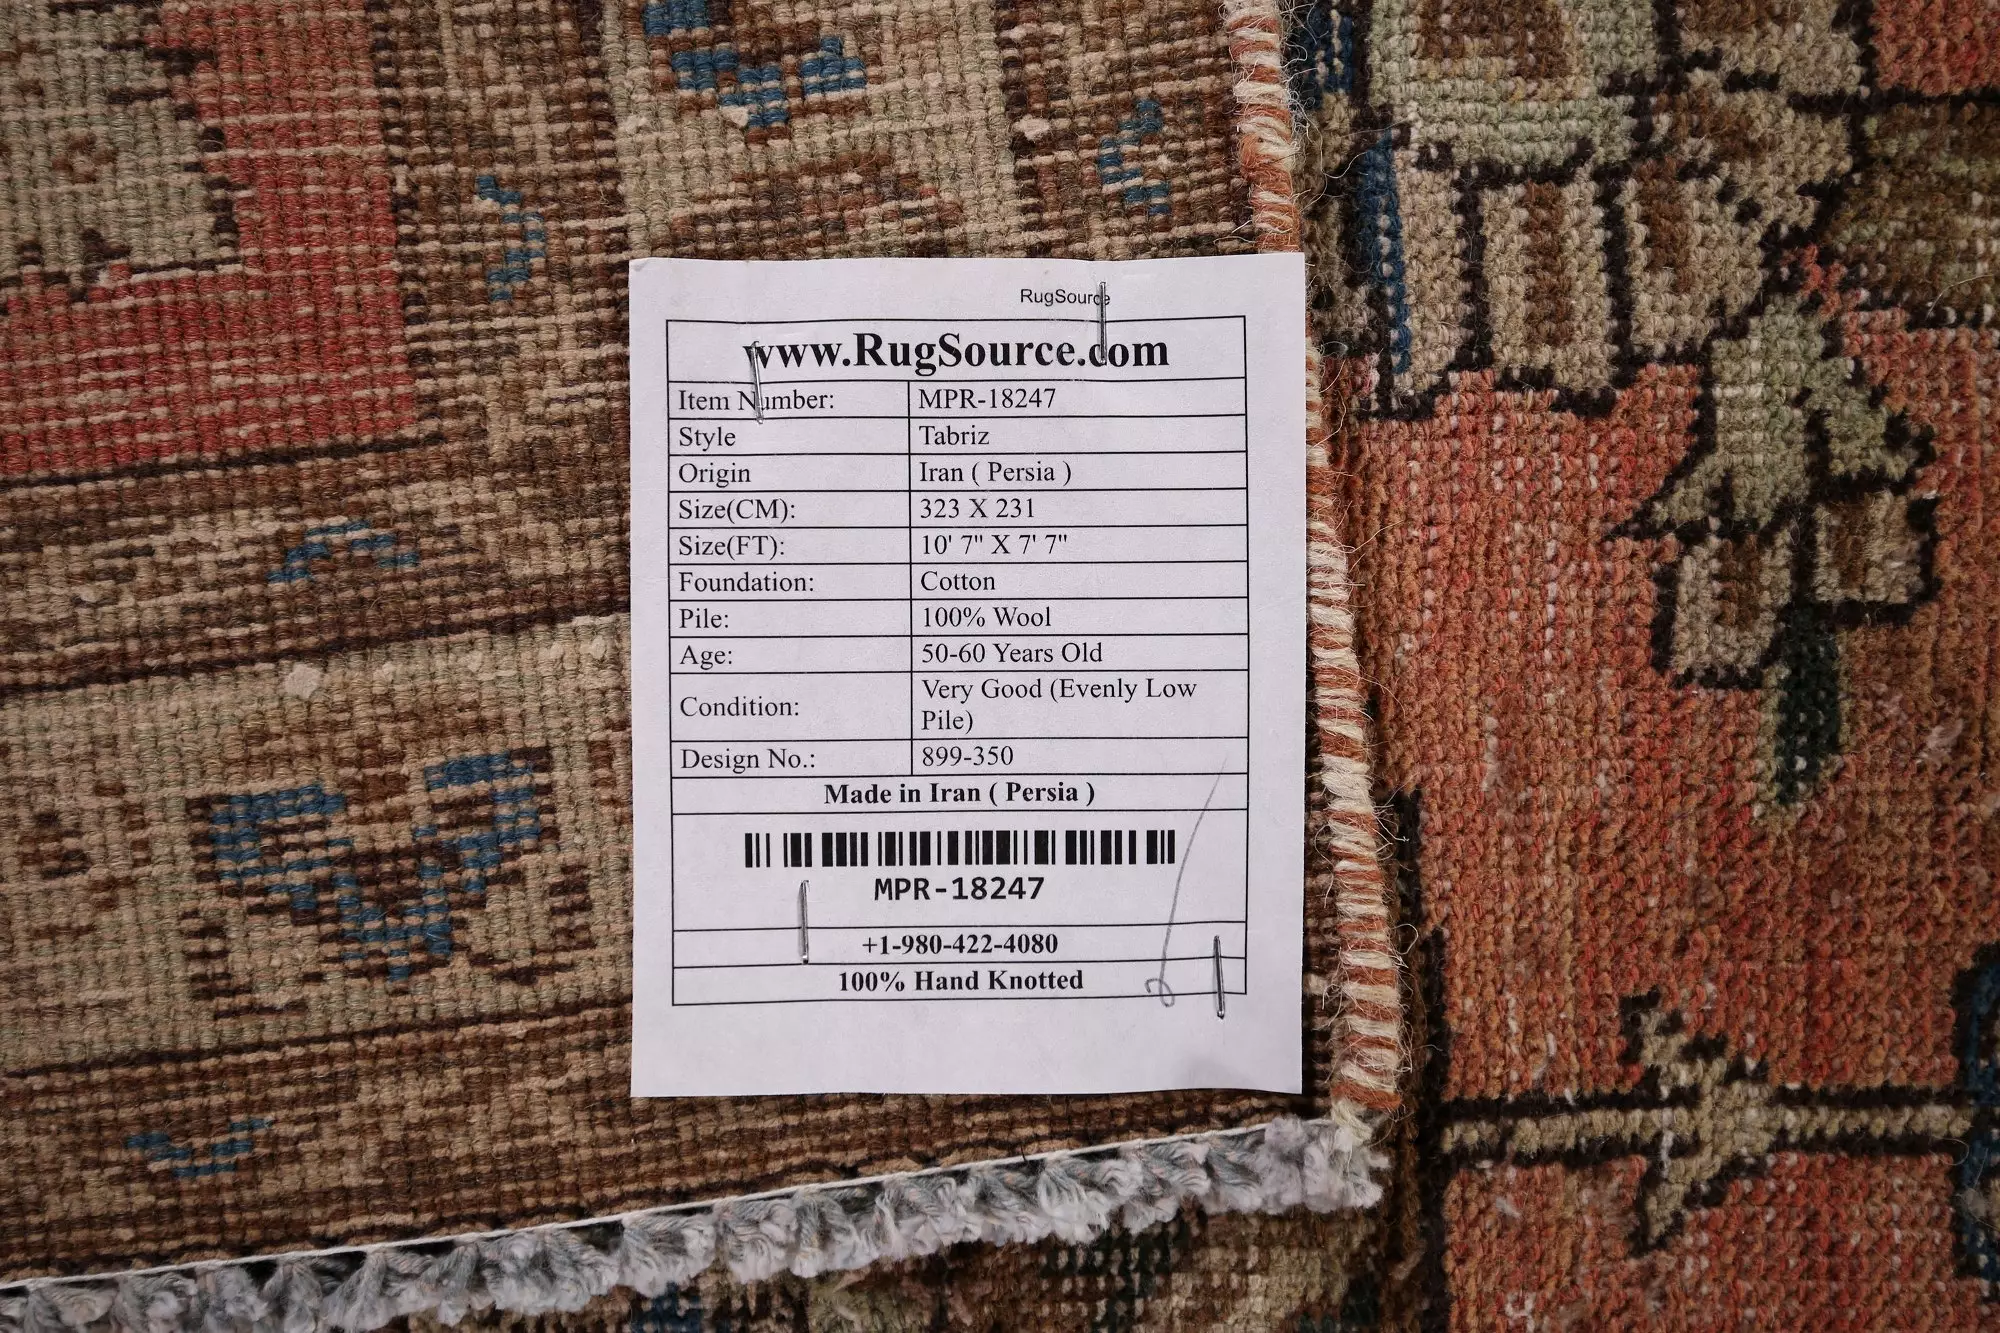 RugSource
www.RugSource.com
Item Number: MPR-18247
Style Tabriz
Origin Iran ( Persia )
Size(CM): 323 X 231
Size(FT): 10' 7" X 7' 7"
Foundation: Cotton
Pile: 100% Wool
Age: 50-60 Years Old
Condition: Very Good (Evenly Low
Pile)
Design No.: 899-350
Made in Iran ( Persia )
MPR-18247
+1-980-422-4080
100% Hand Knotted